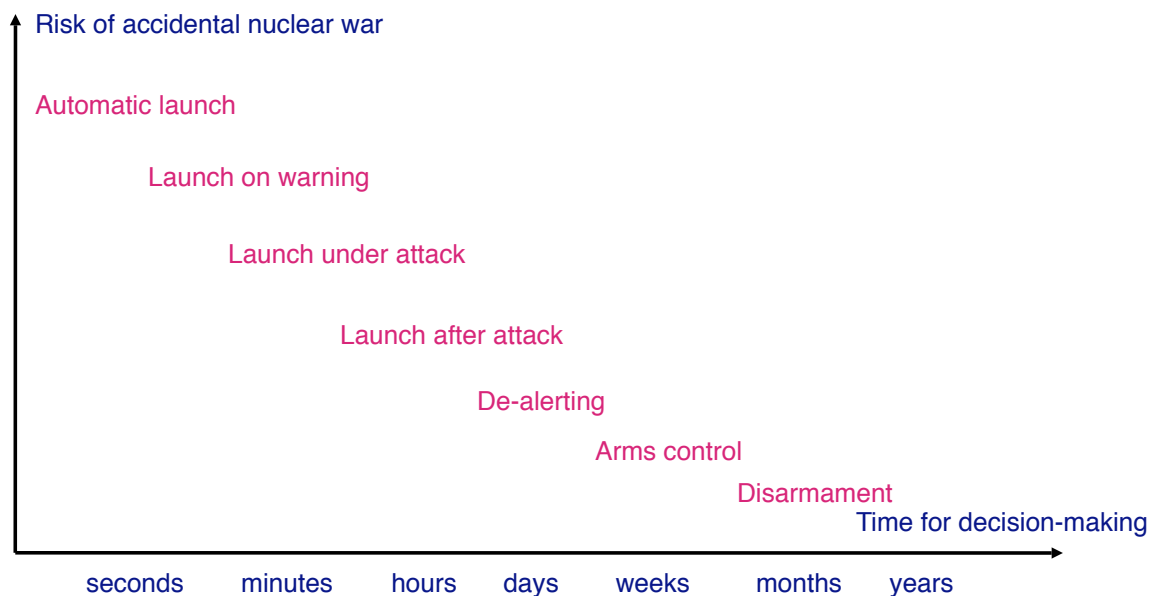 Risk of accidental nuclear war
Automatic launch
Launch on warning
Launch under attack
Launch after attack
De-alerting
Arms control
Disarmament
Time for decision-making
seconds minutes hours days weeks months years